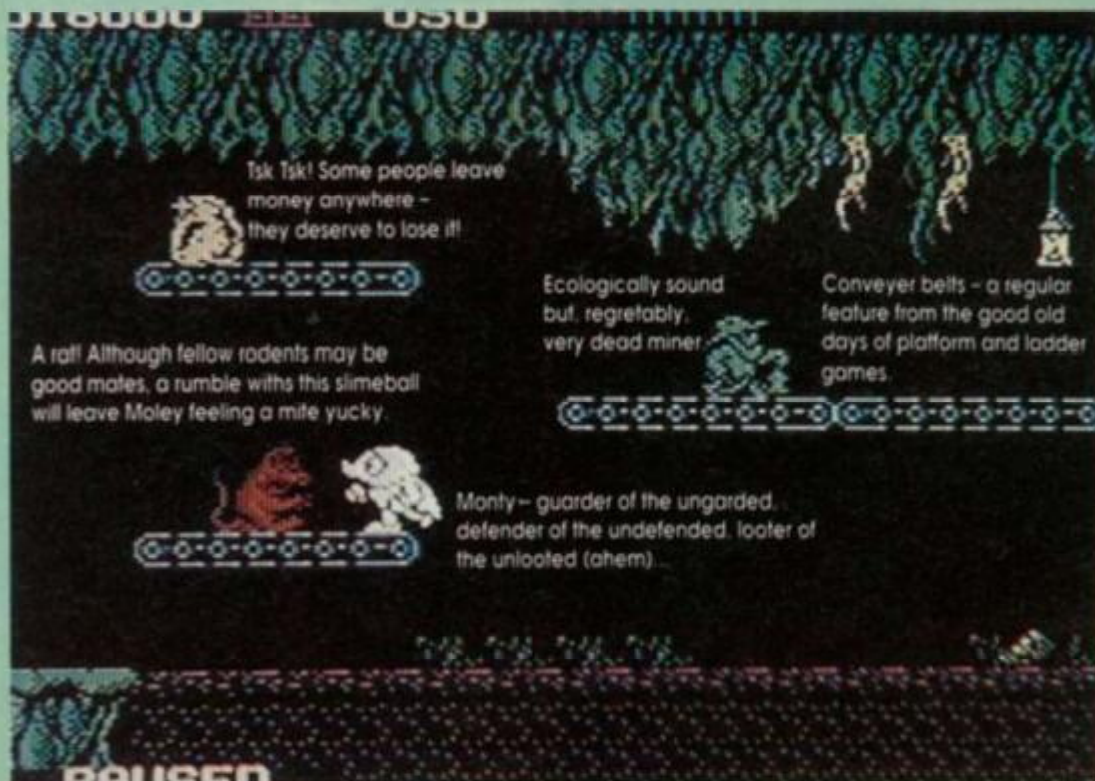 018000
USD
Tsk Tsk! Some people leave
money anywhere –
they deserve to lose it!
Ecologically sound
but, regretably,
very dead miner
Conveyer belts – a regular
feature from the good old
days of platform and ladder
games.
A rat! Although fellow rodents may be
good mates, a rumble withs this slimeball
will leave Moley feeling a mite yucky.
Monty – guarder of the ungarded,
defender of the undefended, looter of
the unlooted (ahem)...
PAUSED